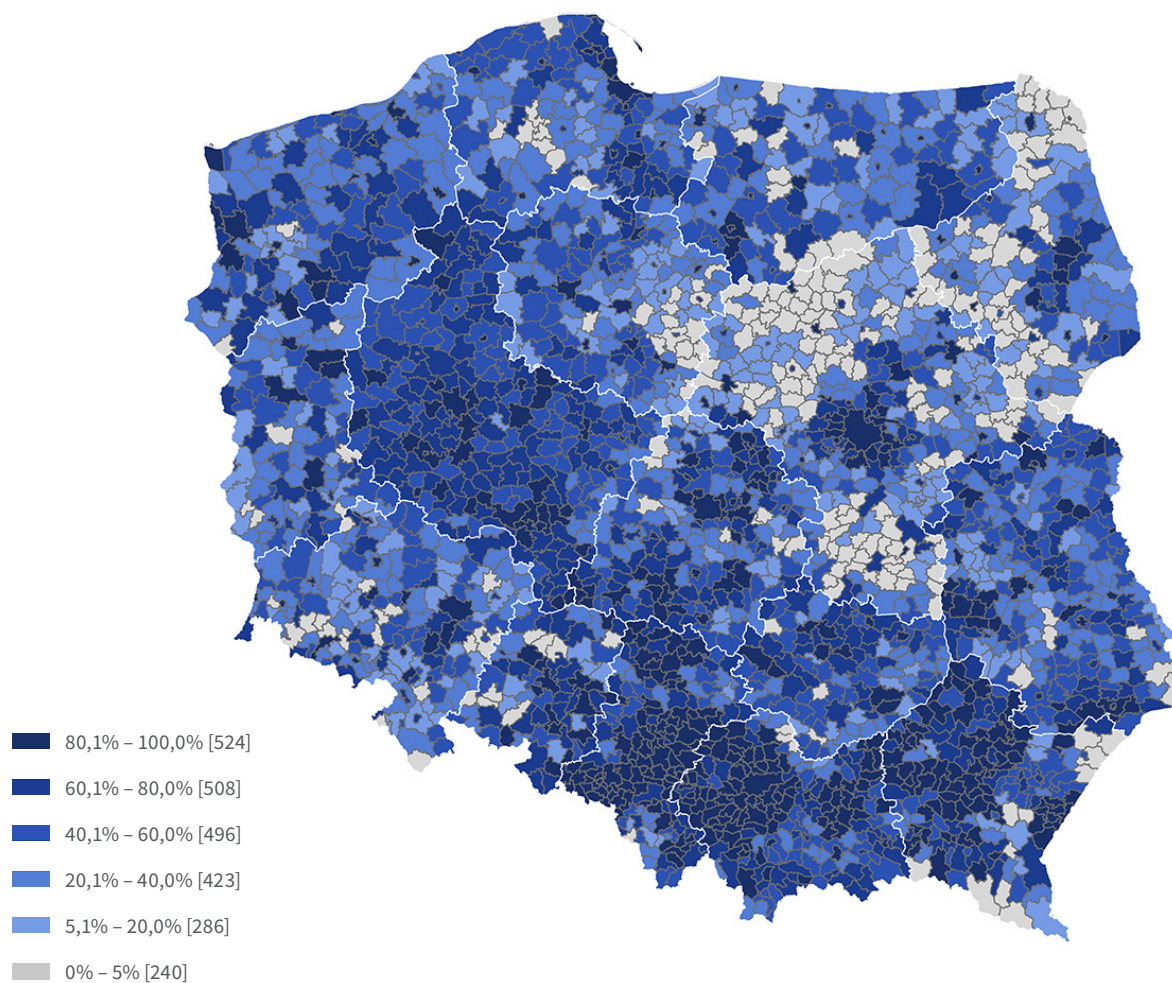 80,1% – 100,0% [524]
60,1% – 80,0% [508]
40,1% – 60,0% [496]
20,1% – 40,0% [423]
5,1% – 20,0% [286]
0% – 5% [240]